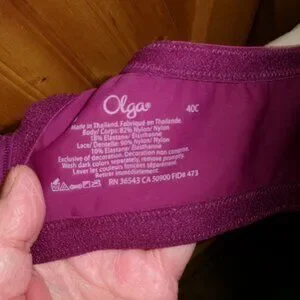 Olga®
40C
Made in Thailand. Fabriqué en Thaïlande.
Body/ Corps: 82% Nylon/ Nylon
18% Elastane/ Élasthanne
Lace/ Dentelle: 90% Nylon/ Nylon
10% Elastane/ Élasthanne
Exclusive of decoration. Décoration non compris.
Wash dark colors separately, remove promptly.
Laver les couleurs foncées séparément.
Retirer immédiatement
RN 36543 CA 50900 FID# 473